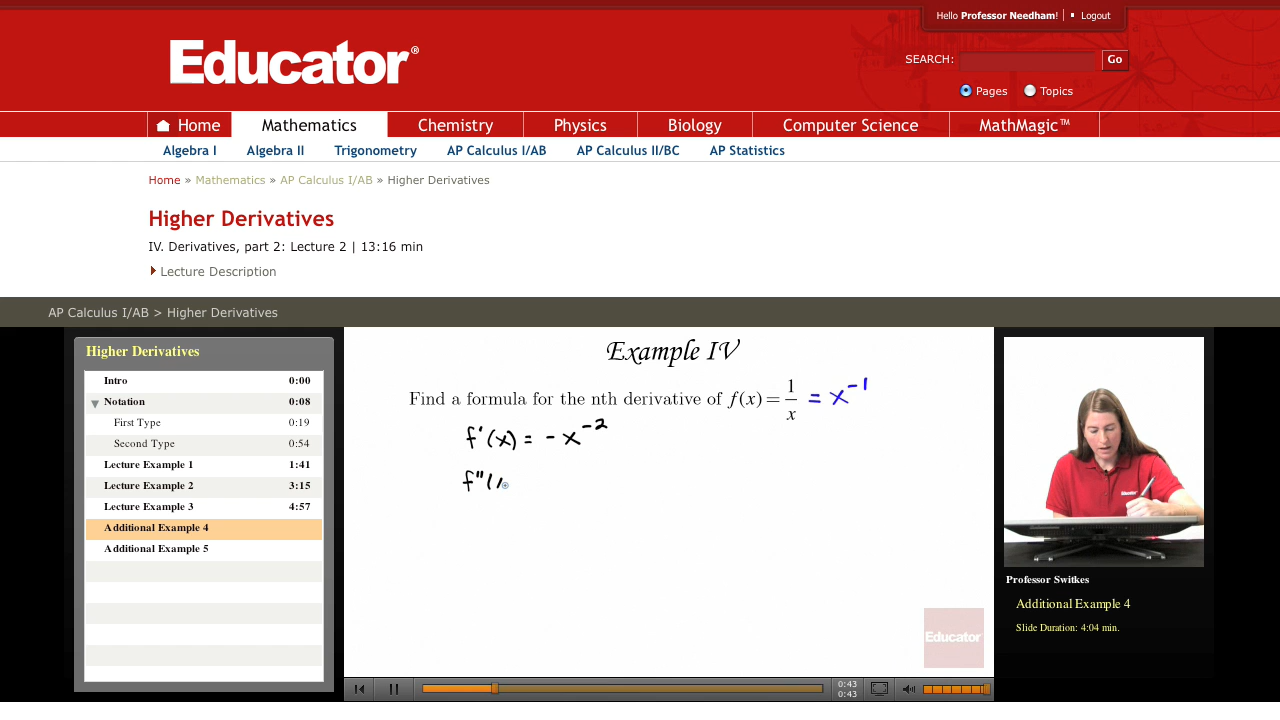 Hello Professor Needham! | Logout
Educator®
SEARCH: Go
Pages Topics
Home Mathematics Chemistry Physics Biology Computer Science MathMagic™
Algebra I Algebra II Trigonometry AP Calculus I/AB AP Calculus II/BC AP Statistics
Home » Mathematics » AP Calculus I/AB » Higher Derivatives
Higher Derivatives
IV. Derivatives, part 2: Lecture 2 | 13:16 min
Lecture Description
AP Calculus I/AB > Higher Derivatives
Higher Derivatives
Intro 0:00
Notation 0:08
First Type 0:19
Second Type 0:54
Lecture Example 1 1:41
Lecture Example 2 3:15
Lecture Example 3 4:57
Additional Example 4
Additional Example 5
Example IV
Find a formula for the nth derivative of f(x) = 1/x = x⁻¹
f'(x) = -x⁻²
f"(
Educator
0:43
0:43
Educator
Professor Switkes
Additional Example 4
Slide Duration: 4:04 min.